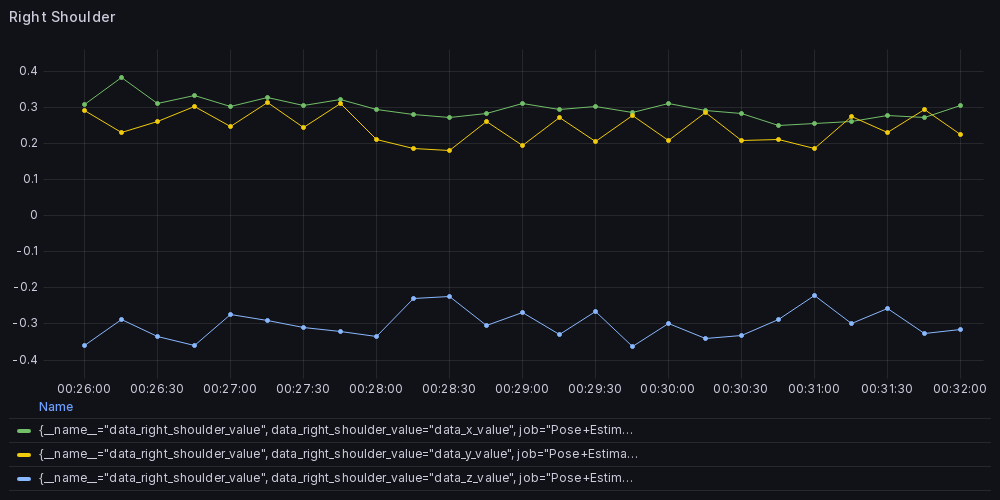 Right Shoulder
0.4
0.3
0.2
0.1
0
-0.1
-0.2
-0.3
-0.4
00:26:00 00:26:30 00:27:00 00:27:30 00:28:00 00:28:30 00:29:00 00:29:30 00:30:00 00:30:30 00:31:00 00:31:30 00:32:00
Name
{__name__="data_right_shoulder_value", data_right_shoulder_value="data_x_value", job="Pose+Estim...
{__name__="data_right_shoulder_value", data_right_shoulder_value="data_y_value", job="Pose+Estima...
{__name__="data_right_shoulder_value", data_right_shoulder_value="data_z_value", job="Pose+Estim...